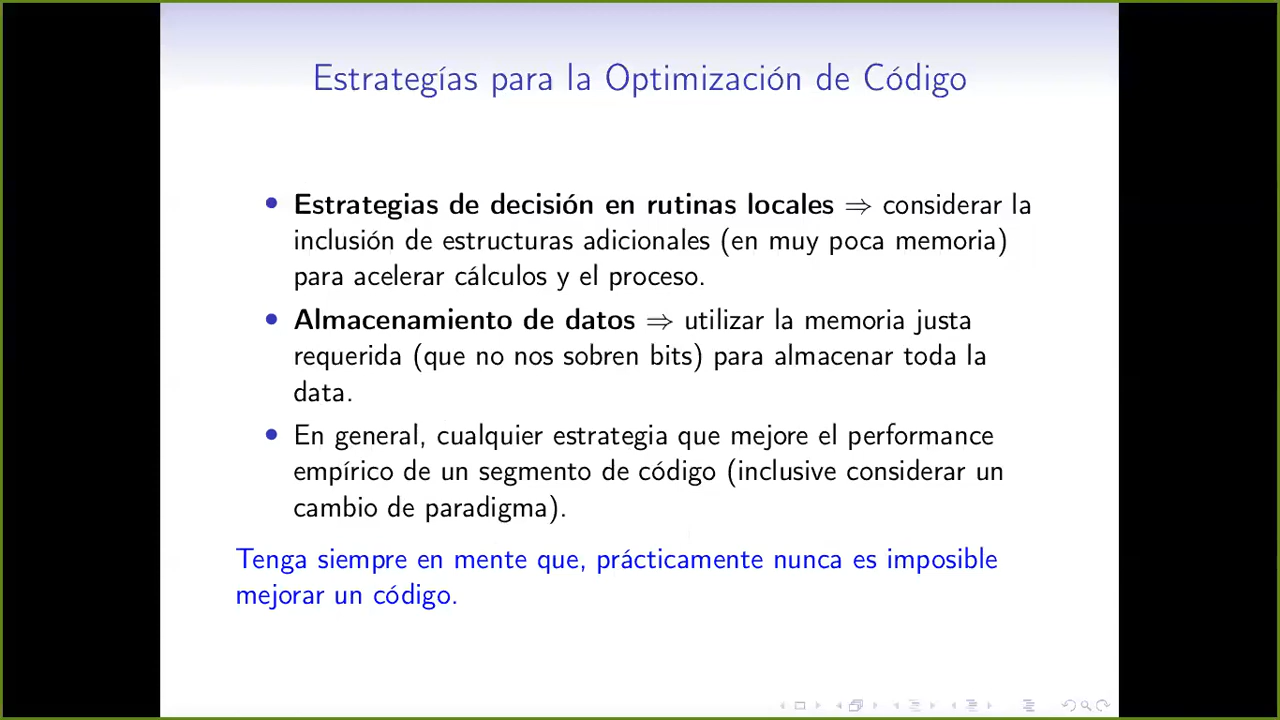 Estrategías para la Optimización de Código
• Estrategias de decisión en rutinas locales ⇒ considerar la
inclusión de estructuras adicionales (en muy poca memoria)
para acelerar cálculos y el proceso.
• Almacenamiento de datos ⇒ utilizar la memoria justa
requerida (que no nos sobren bits) para almacenar toda la
data.
• En general, cualquier estrategia que mejore el performance
empírico de un segmento de código (inclusive considerar un
cambio de paradigma).
Tenga siempre en mente que, prácticamente nunca es imposible
mejorar un código.